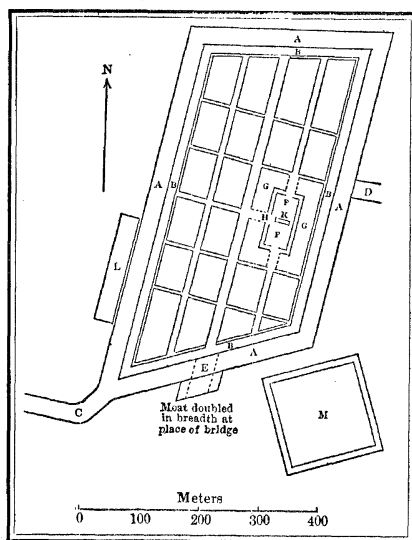 A
B
N
A
B
G
B
D
F
A
K
H
G
F
L
B
A
E
C
M
Moat doubled
in breadth at
place of bridge
Meters
0 100 200 300 400